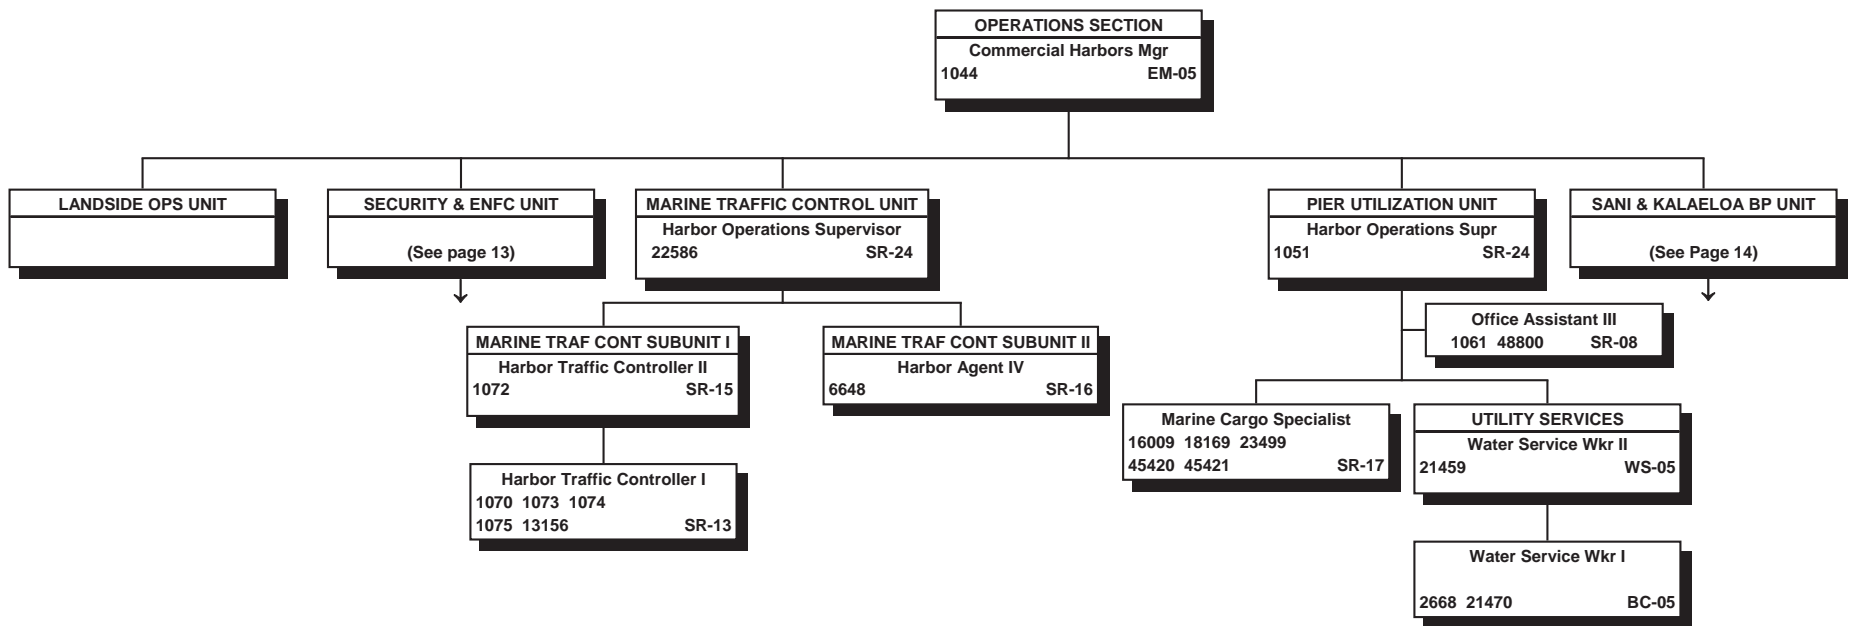 OPERATIONS SECTION
Commercial Harbors Mgr
1044 EM-05
LANDSIDE OPS UNIT
SECURITY & ENFC UNIT
(See page 13)
MARINE TRAFFIC CONTROL UNIT
Harbor Operations Supervisor
22586 SR-24
PIER UTILIZATION UNIT
Harbor Operations Supr
1051 SR-24
SANI & KALAELOA BP UNIT
(See Page 14)
Office Assistant III
1061 48800 SR-08
MARINE TRAF CONT SUBUNIT I
Harbor Traffic Controller II
1072 SR-15
MARINE TRAF CONT SUBUNIT II
Harbor Agent IV
6648 SR-16
Marine Cargo Specialist
16009 18169 23499
45420 45421 SR-17
UTILITY SERVICES
Water Service Wkr II
21459 WS-05
Harbor Traffic Controller I
1070 1073 1074
1075 13156 SR-13
Water Service Wkr I
2668 21470 BC-05